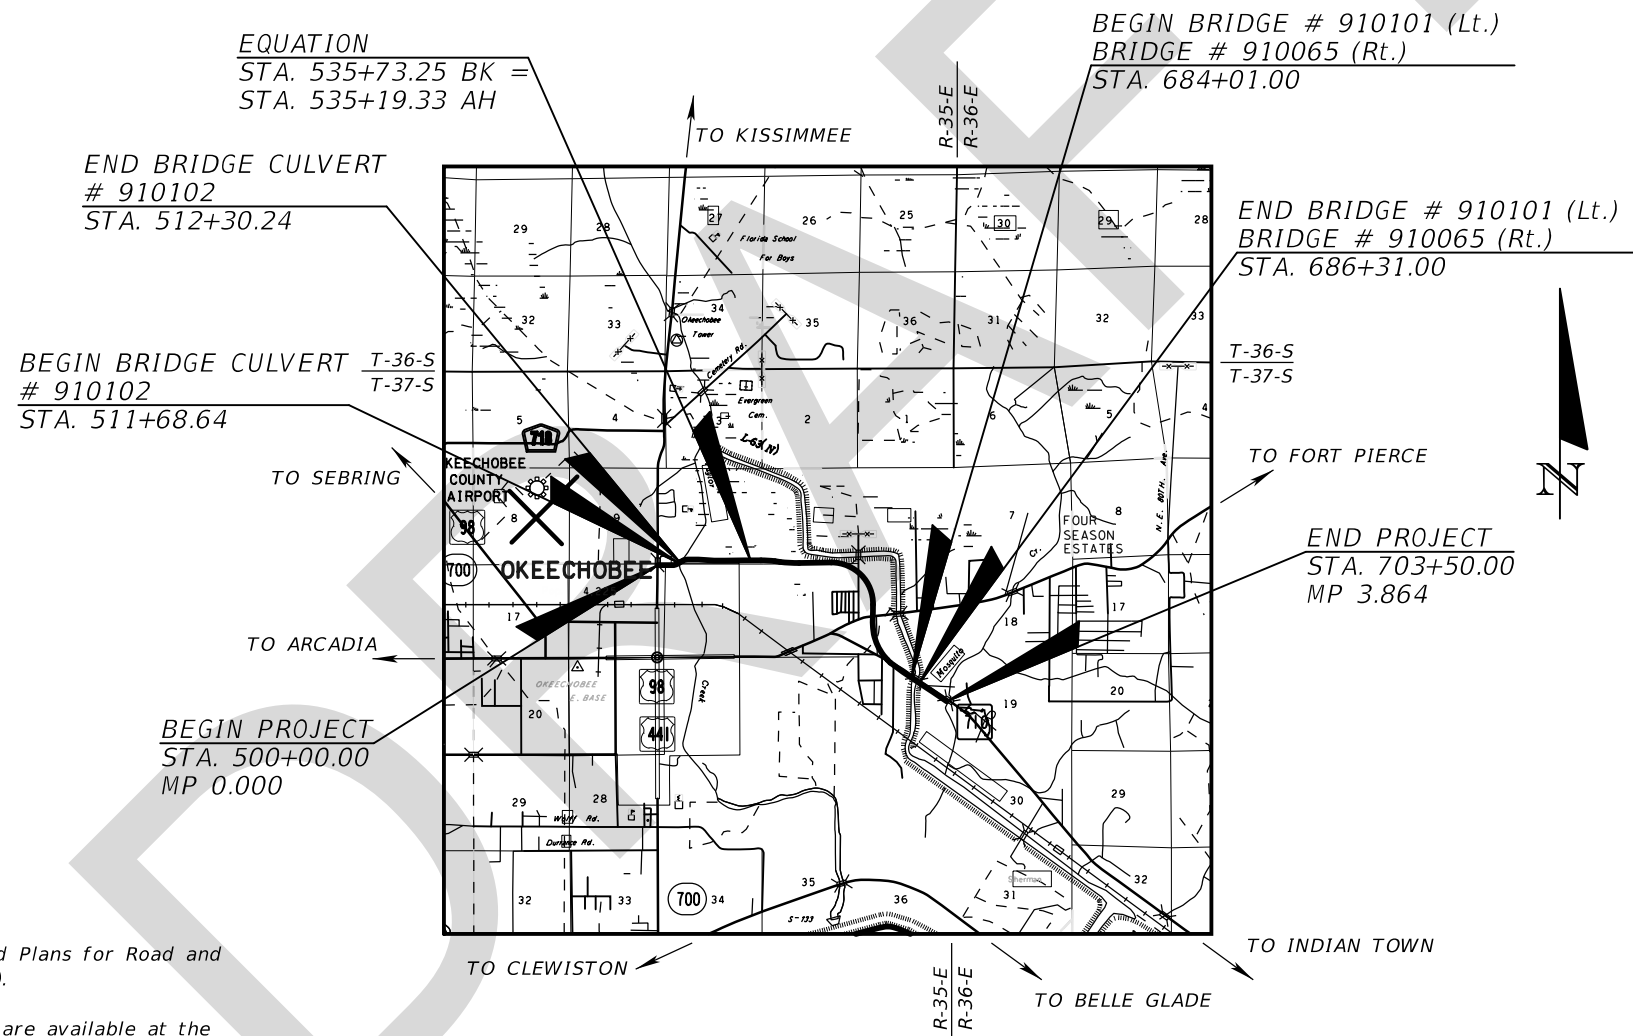 EQUATION
STA. 535+73.25 BK =
STA. 535+19.33 AH
BEGIN BRIDGE # 910101 (Lt.)
BRIDGE # 910065 (Rt.)
STA. 684+01.00
R-35-E
R-36-E
TO KISSIMMEE
END BRIDGE CULVERT
# 910102
STA. 512+30.24
END BRIDGE # 910101 (Lt.)
BRIDGE # 910065 (Rt.)
STA. 686+31.00
29
28
27
26
25
30
29
28
Florida School
For Boys
32
33
34
35
36
31
32
33
Okeechobee
Tower
Cemetery Rd.
BEGIN BRIDGE CULVERT
# 910102
STA. 511+68.64
T-36-S
T-37-S
T-36-S
T-37-S
5
4
3
2
1
6
5
4
Evergreen
Cem.
L-63(N)
710
TO SEBRING
KEECHOBEE
COUNTY
AIRPORT
N.E. 80TH. Ave.
TO FORT PIERCE
N
98
8
9
7
8
FOUR
SEASON
ESTATES
Cr.
700
OKEECHOBEE
END PROJECT
STA. 703+50.00
MP 3.864
17
18
17
TO ARCADIA
Mosquito
OKEECHOBEE
E. BASE
98
Creek
20
19
20
441
710
BEGIN PROJECT
STA. 500+00.00
MP 0.000
29
28
30
29
Wolff Rd.
Durrance Rd.
32
33
700
34
35
36
31
32
Sherman
S-133
TO CLEWISTON
TO BELLE GLADE
TO INDIAN TOWN
R-35-E
R-36-E
d Plans for Road and
).
are available at the
DRAF